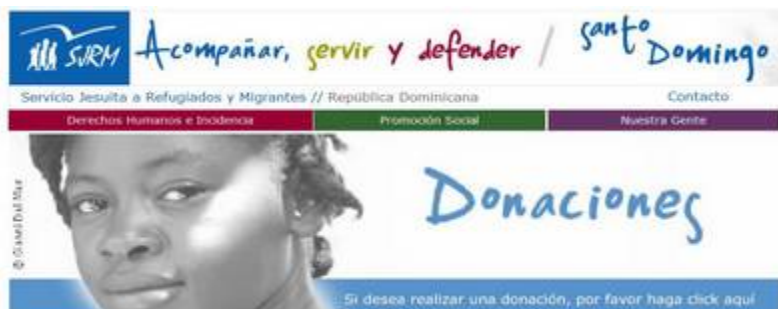 SJRM Acompañar, servir y defender / Santo Domingo
Servicio Jesuita a Refugiados y Migrantes // República Dominicana Contacto
Derechos Humanos e Incidencia Promoción Social Nuestra Gente
Donaciones
Si desea realizar una donación, por favor haga click aquí